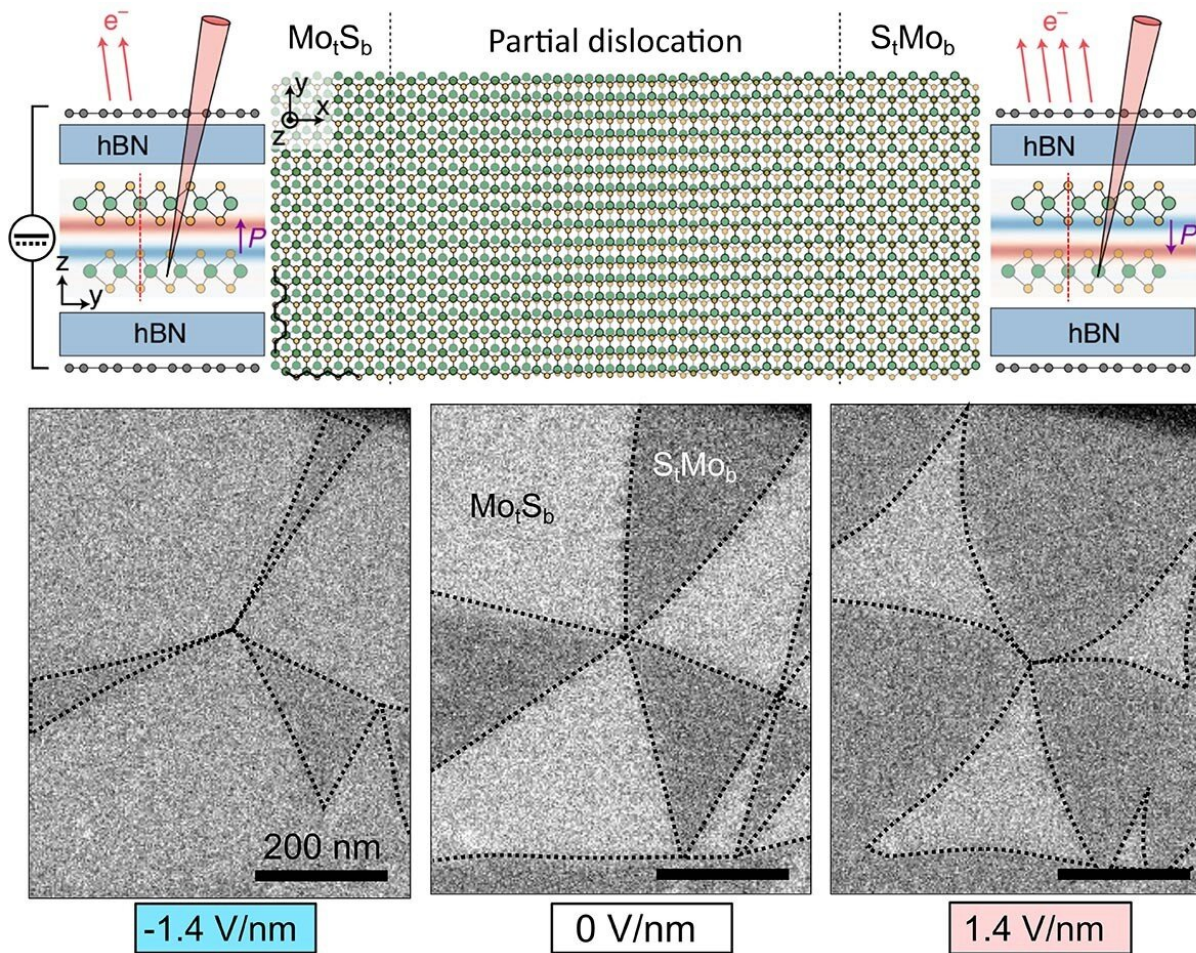 e⁻
MoₜS_b
Partial dislocation
SₜMo_b
e⁻
y
x
z
hBN
P
z
y
hBN
hBN
P
hBN
MoₜS_b
SₜMo_b
200 nm
-1.4 V/nm
0 V/nm
1.4 V/nm